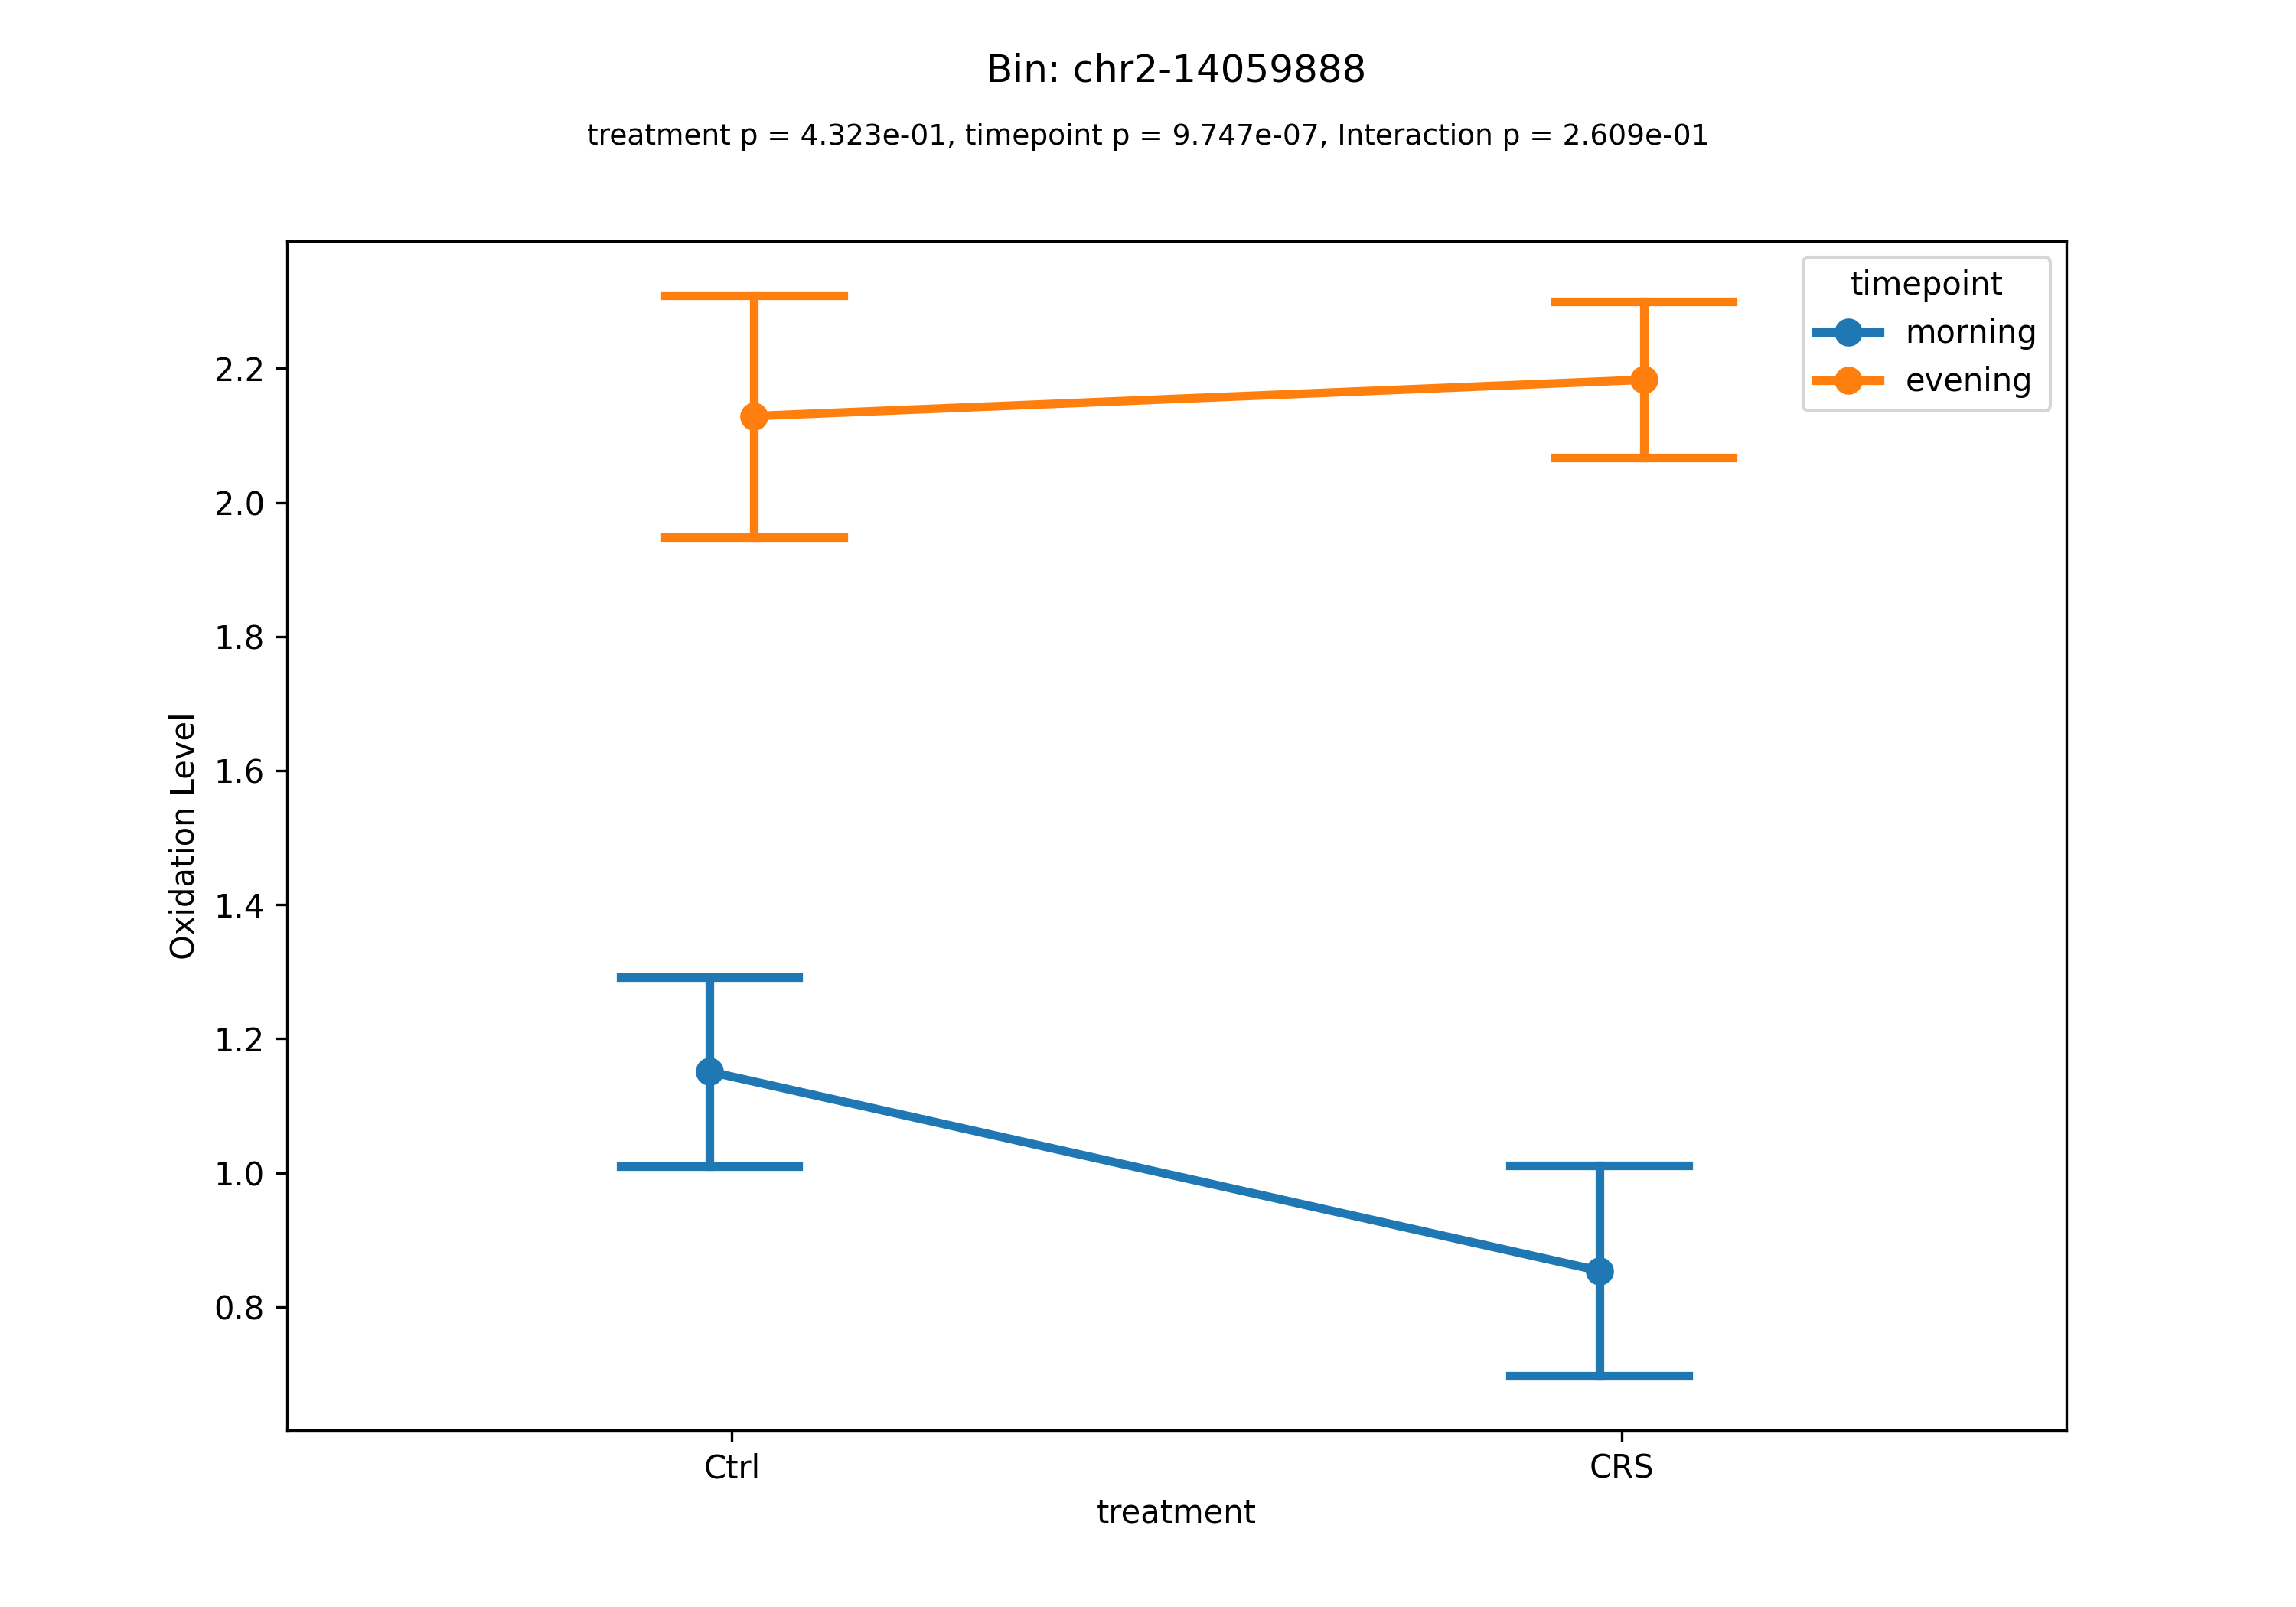 Bin: chr2-14059888
treatment p = 4.323e-01, timepoint p = 9.747e-07, Interaction p = 2.609e-01
timepoint
morning
evening
2.2
2.0
1.8
1.6
1.4
1.2
1.0
0.8
Oxidation Level
Ctrl
CRS
treatment